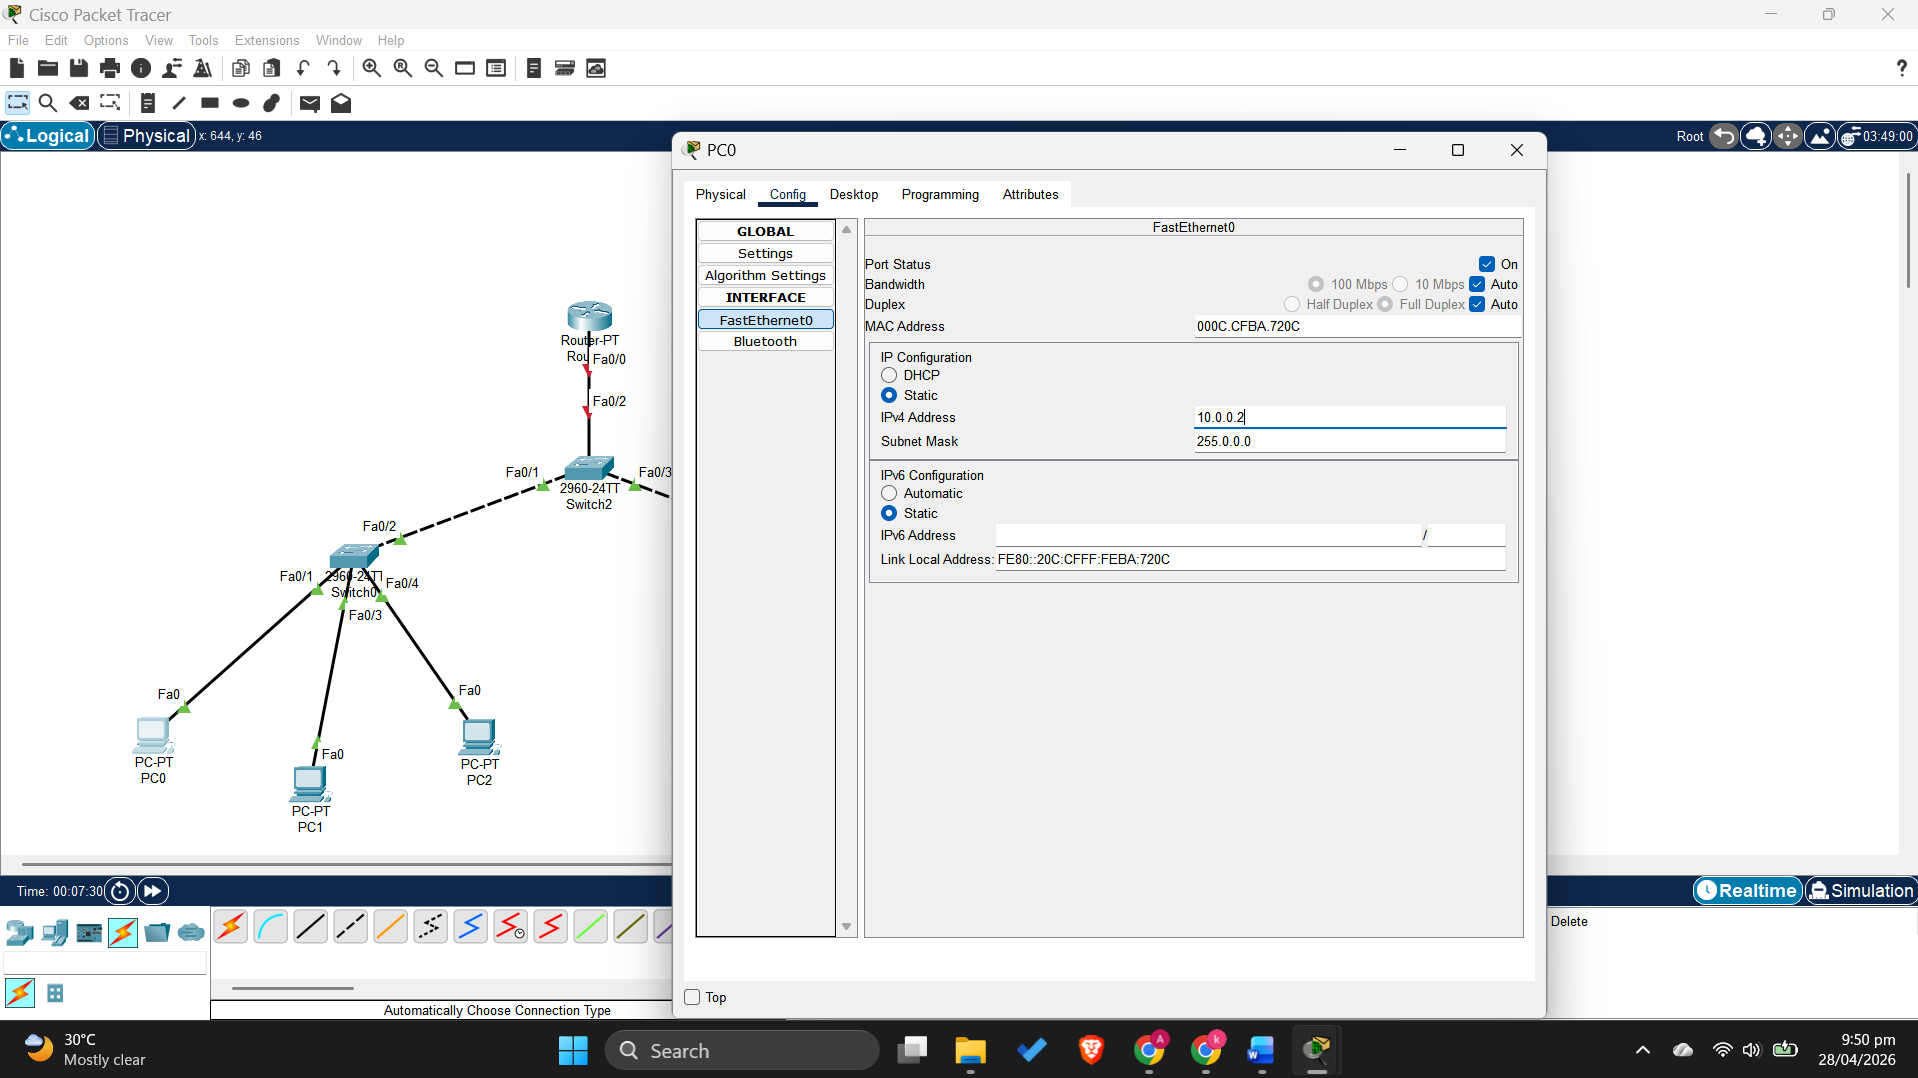 Cisco Packet Tracer
File Edit Options View Tools Extensions Window Help
?
Logical Physical x: 644, y: 46
Root 03:49:00
PC0
Physical Config Desktop Programming Attributes
GLOBAL
Settings
Algorithm Settings
INTERFACE
FastEthernet0
Bluetooth
FastEthernet0
Port Status On
Bandwidth 100 Mbps 10 Mbps Auto
Duplex Half Duplex Full Duplex Auto
MAC Address 000C.CFBA.720C
IP Configuration
DHCP
Static
IPv4 Address 10.0.0.2
Subnet Mask 255.0.0.0
IPv6 Configuration
Automatic
Static
IPv6 Address /
Link Local Address: FE80::20C:CFFF:FEBA:720C
Top
Router-PT
Rou
Fa0/0
Fa0/2
Fa0/1
Fa0/3
2960-24TT
Switch2
Fa0/2
Fa0/1
2960-24TT
Switch0
Fa0/4
Fa0/3
Fa0
PC-PT
PC0
Fa0
PC-PT
PC1
Fa0
PC-PT
PC2
Time: 00:07:30
Realtime Simulation
Delete
Automatically Choose Connection Type
30°C
Mostly clear
Search
A
k
W
9:50 pm
28/04/2026